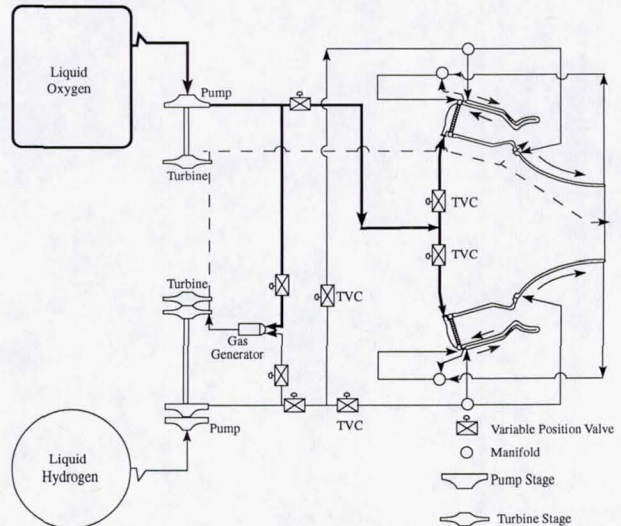 Liquid
Oxygen
Pump
Turbine
TVC
TVC
Turbine
TVC
Gas
Generator
Pump
TVC
Liquid
Hydrogen
Variable Position Valve
Manifold
Pump Stage
Turbine Stage